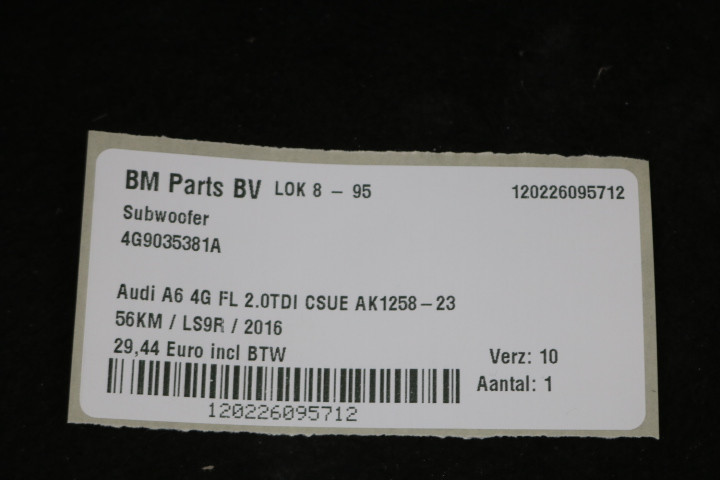 BM Parts BV LOK 8 - 95 120226095712
Subwoofer
4G9035381A
Audi A6 4G FL 2.0TDI CSUE AK1258-23
56KM / LS9R / 2016
29,44 Euro incl BTW Verz: 10
Aantal: 1
120226095712